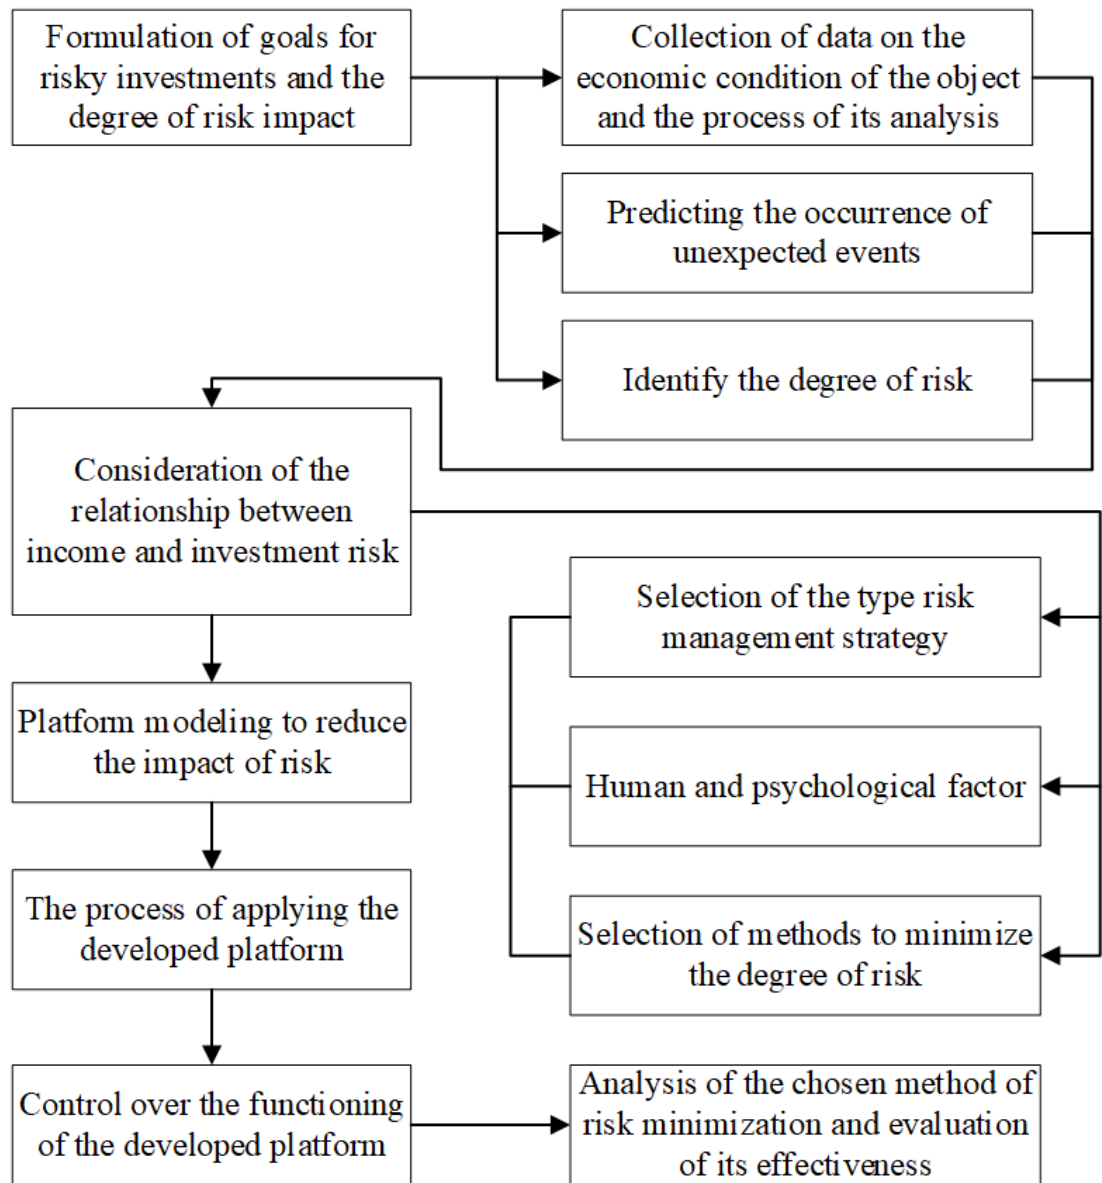 Formulation of goals for
risky investments and the
degree of risk impact
Collection of data on the
economic condition of the object
and the process of its analysis
Predicting the occurrence of
unexpected events
Identify the degree of risk
Consideration of the
relationship between
income and investment risk
Selection of the type risk
management strategy
Platform modeling to reduce
the impact of risk
Human and psychological factor
The process of applying the
developed platform
Selection of methods to minimize
the degree of risk
Control over the functioning
of the developed platform
Analysis of the chosen method of
risk minimization and evaluation
of its effectiveness